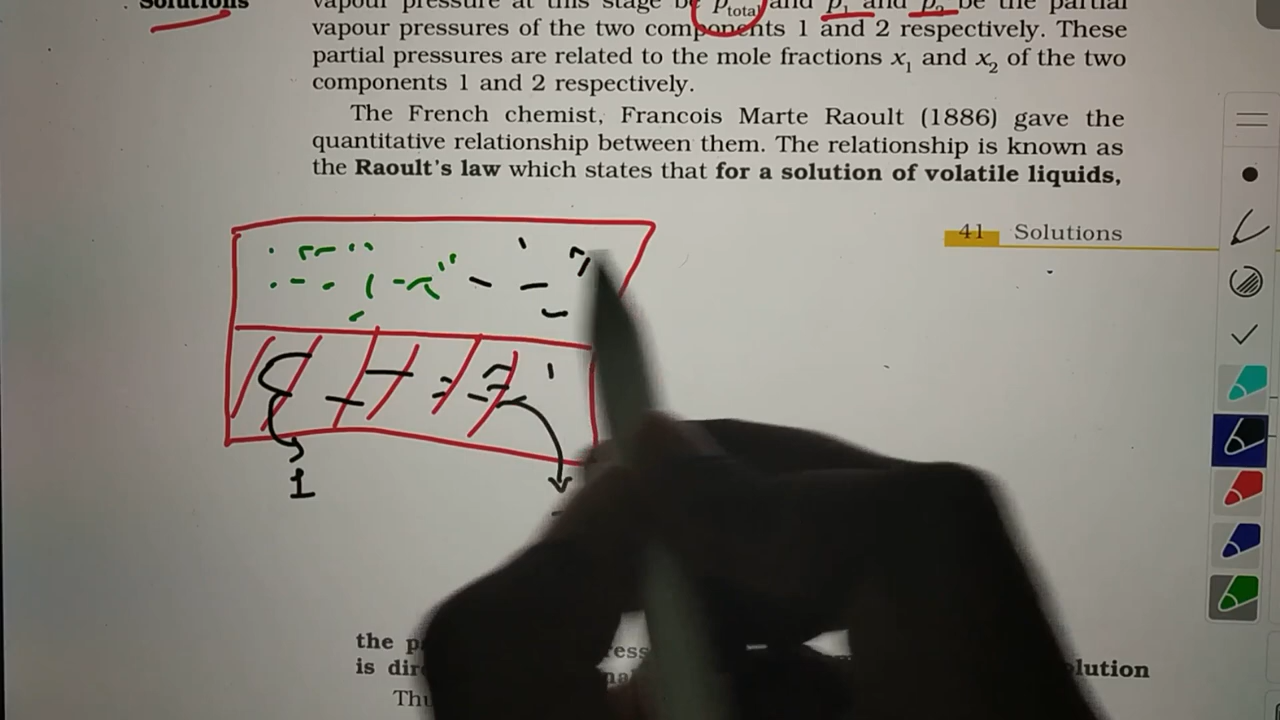 Solutions
vapour pressure at this stage be p total and p1 and p2 be the partial
vapour pressures of the two components 1 and 2 respectively. These
partial pressures are related to the mole fractions x1 and x2 of the two
components 1 and 2 respectively.
The French chemist, Francois Marte Raoult (1886) gave the
quantitative relationship between them. The relationship is known as
the Raoult's law which states that for a solution of volatile liquids,
41 Solutions
1
the
is